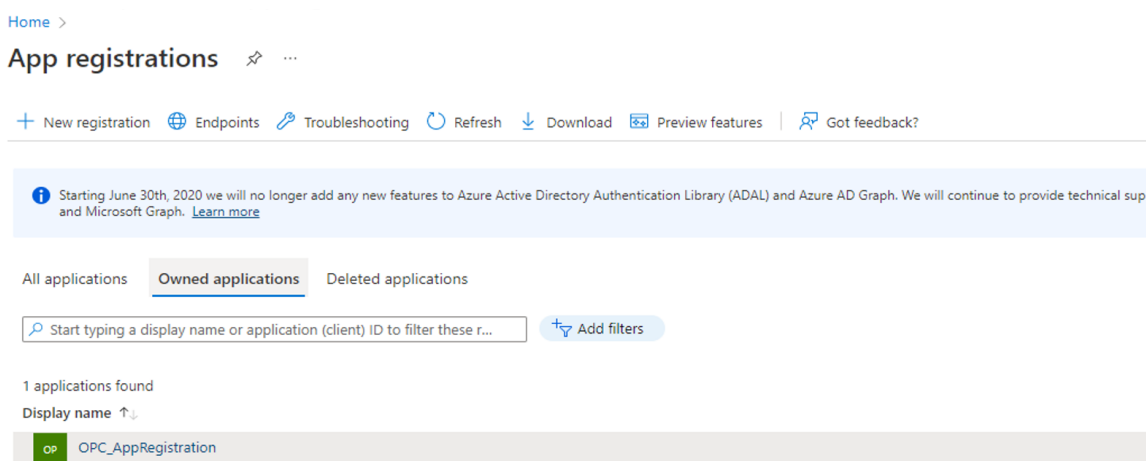 Home
App registrations
New registration Endpoints Troubleshooting Refresh Download Preview features Got feedback?
Starting June 30th, 2020 we will no longer add any new features to Azure Active Directory Authentication Library (ADAL) and Azure AD Graph. We will continue to provide technical sup
and Microsoft Graph. Learn more
All applications Owned applications Deleted applications
Start typing a display name or application (client) ID to filter these r... Add filters
1 applications found
Display name
OP OPC_AppRegistration